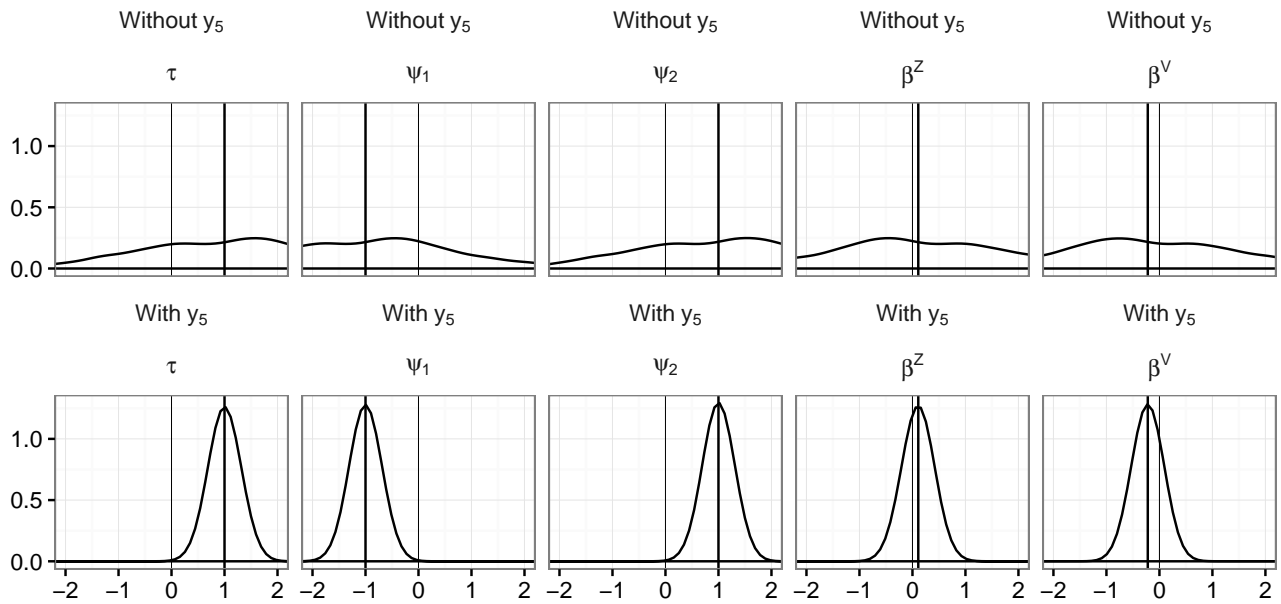 Without y₅ Without y₅ Without y₅ Without y₅ Without y₅
τ ψ₁ ψ₂ βᶻ βⱽ
1.0
0.5
0.0
With y₅ With y₅ With y₅ With y₅ With y₅
τ ψ₁ ψ₂ βᶻ βⱽ
1.0
0.5
0.0
−2 −1 0 1 2 −2 −1 0 1 2 −2 −1 0 1 2 −2 −1 0 1 2 −2 −1 0 1 2